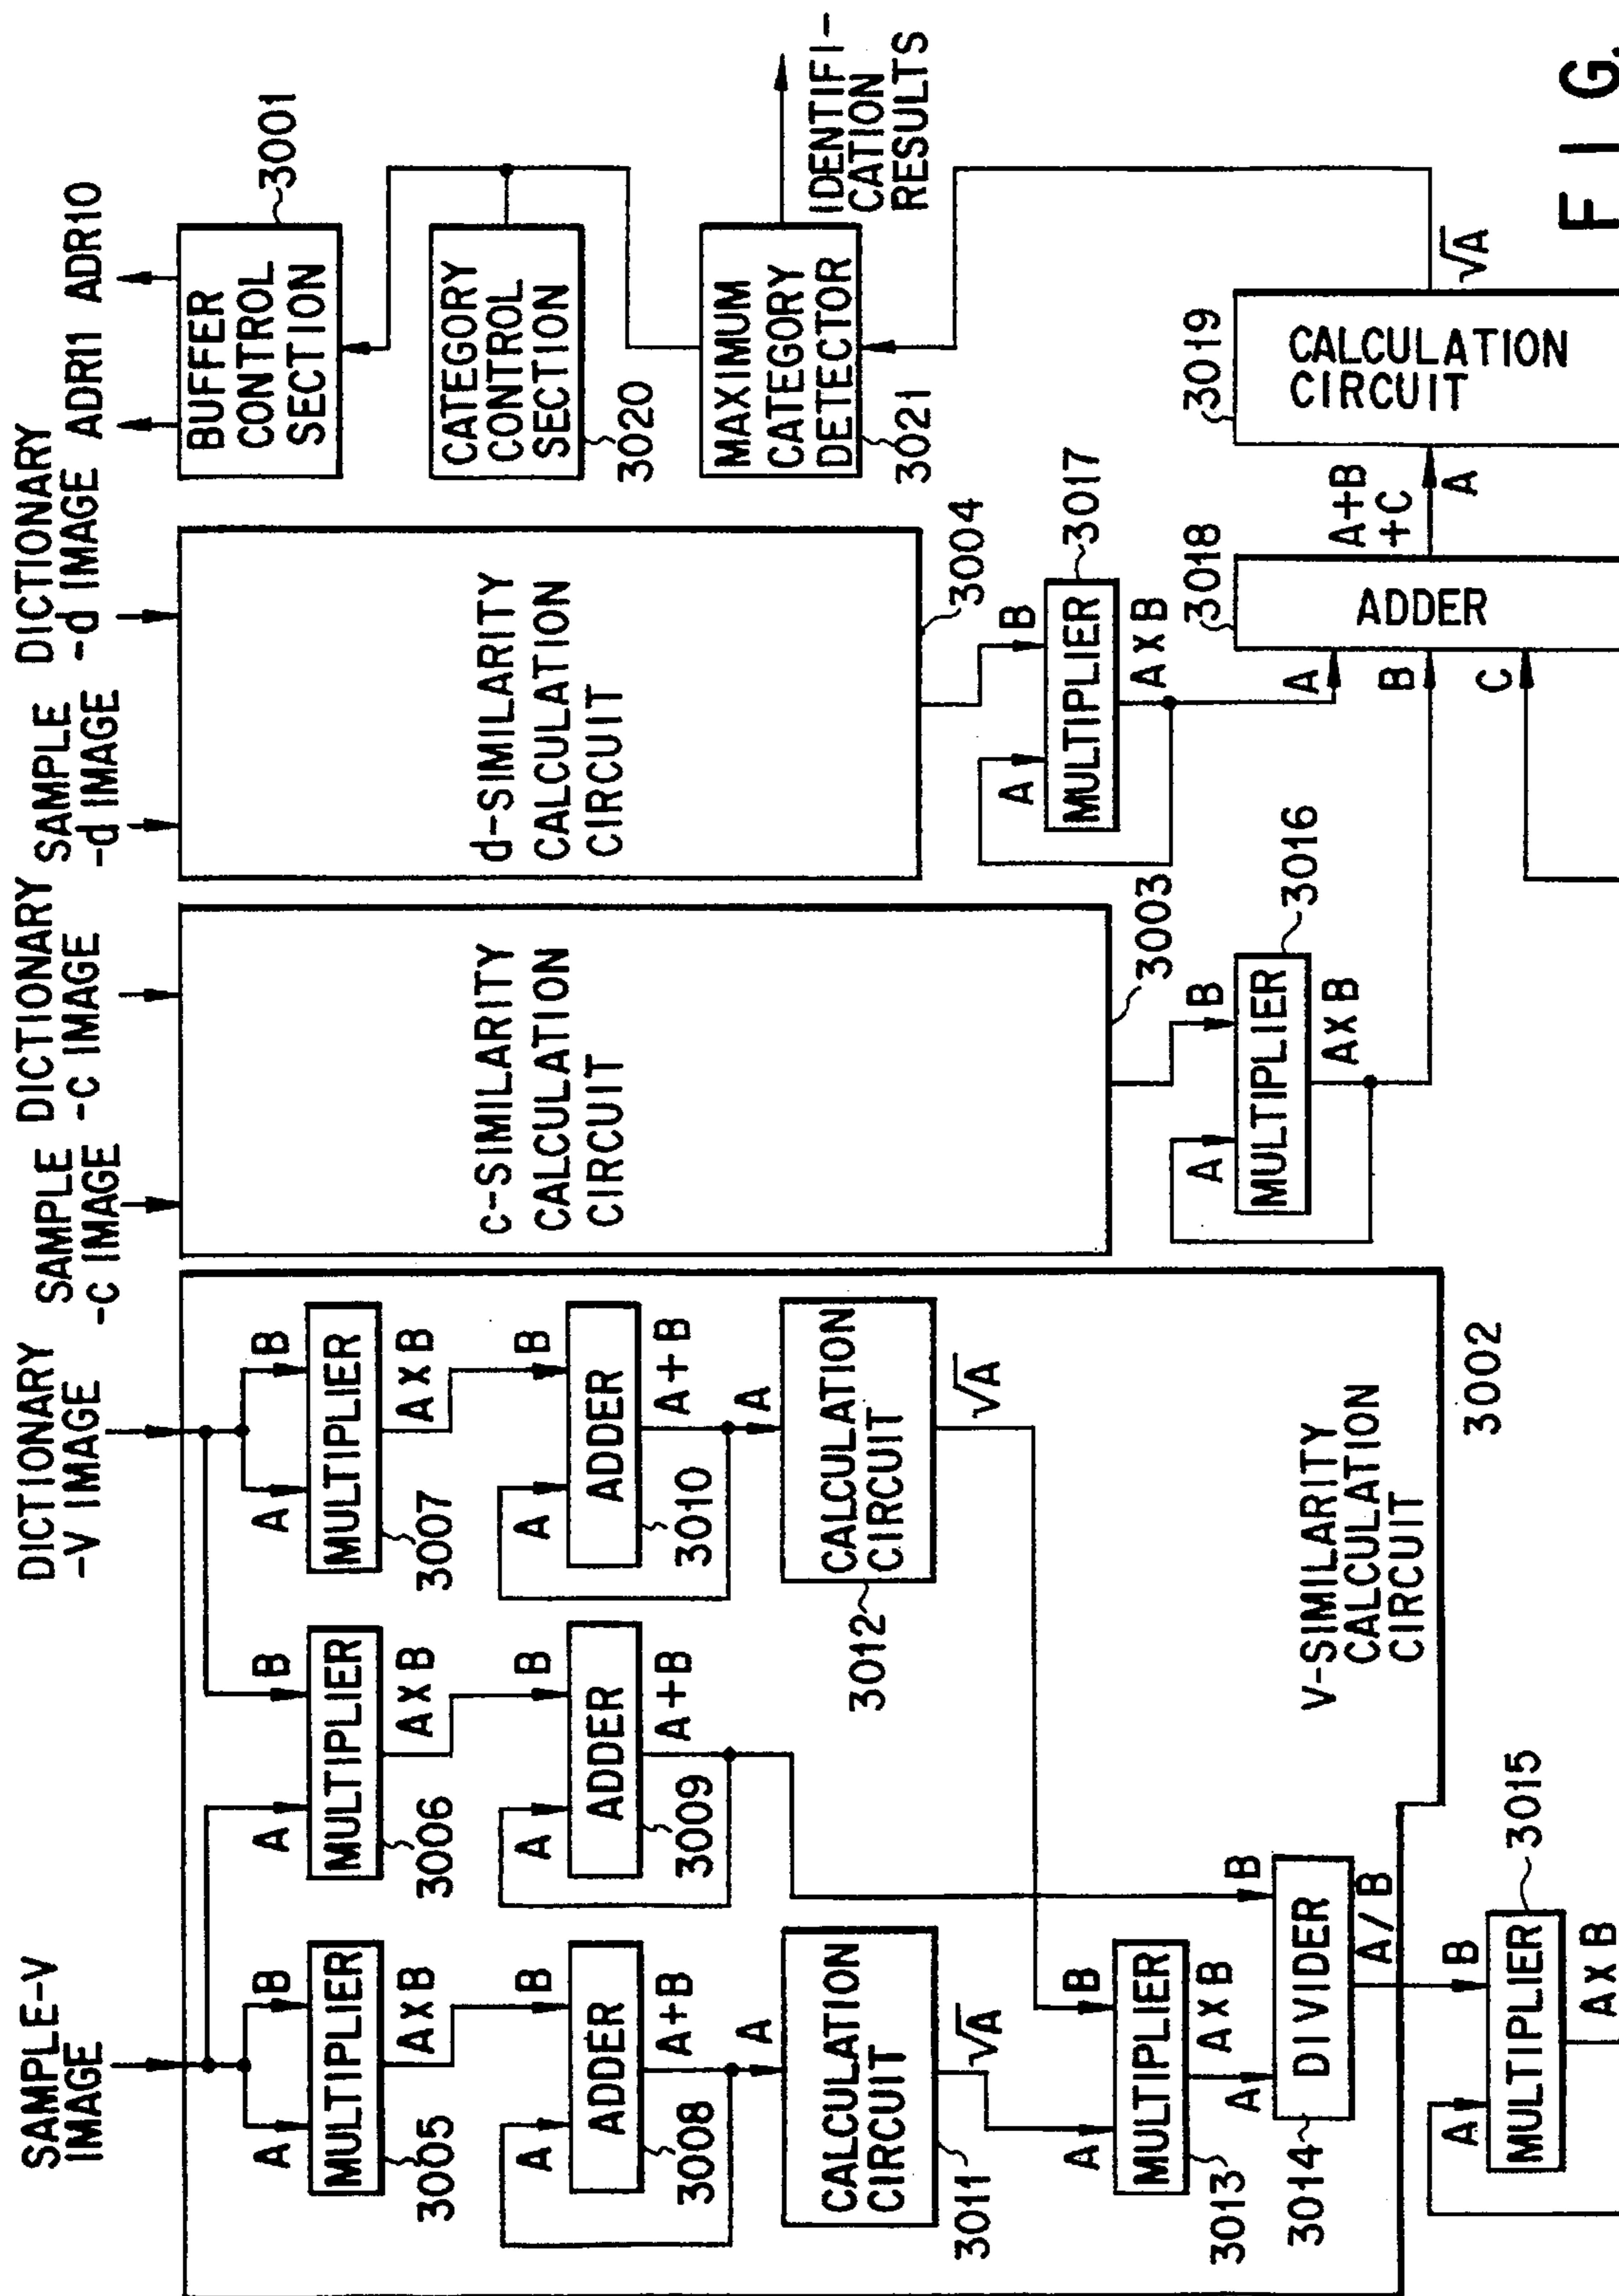 SAMPLE-V
IMAGE
DICTIONARY
-V IMAGE
SAMPLE
-C IMAGE
DICTIONARY
-C IMAGE
SAMPLE
-d IMAGE
DICTIONARY
-d IMAGE
ADR11 ADR10
A
B
MULTIPLIER
3005
A×B
A
B
MULTIPLIER
3006
A×B
A
B
MULTIPLIER
3007
A×B
A
B
ADDER
3008
A+B
A
B
ADDER
3009
A+B
A
B
ADDER
3010
A+B
A
CALCULATION
CIRCUIT
3011
√A
A
CALCULATION
CIRCUIT
3012
√A
A
B
MULTIPLIER
3013
A×B
A
B
DIVIDER
3014
A/B
V-SIMILARITY
CALCULATION
CIRCUIT
3002
A
B
MULTIPLIER
3015
A×B
c-SIMILARITY
CALCULATION
CIRCUIT
3003
A
B
MULTIPLIER
3016
A×B
d-SIMILARITY
CALCULATION
CIRCUIT
3004
A
B
MULTIPLIER
3017
A×B
BUFFER
CONTROL
SECTION
3001
CATEGORY
CONTROL
SECTION
3020
MAXIMUM
CATEGORY
DETECTOR
3021
IDENTIFI-
CATION
RESULTS
A
B
C
ADDER
3018
A+B
+C
A
CALCULATION
CIRCUIT
3019
√A
FIG.